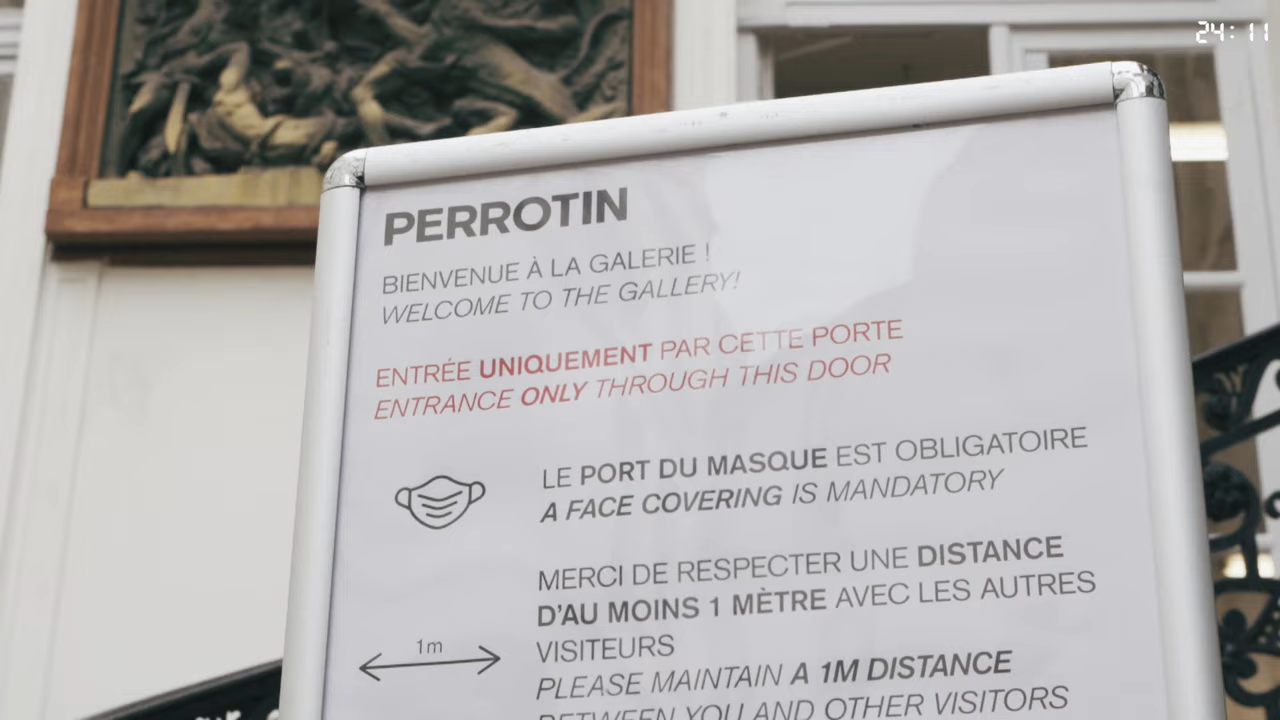 24:11
PERROTIN
BIENVENUE À LA GALERIE !
WELCOME TO THE GALLERY!
ENTRÉE UNIQUEMENT PAR CETTE PORTE
ENTRANCE ONLY THROUGH THIS DOOR
LE PORT DU MASQUE EST OBLIGATOIRE
A FACE COVERING IS MANDATORY
MERCI DE RESPECTER UNE DISTANCE
D'AU MOINS 1 MÈTRE AVEC LES AUTRES
VISITEURS
1m
PLEASE MAINTAIN A 1M DISTANCE
BETWEEN YOU AND OTHER VISITORS